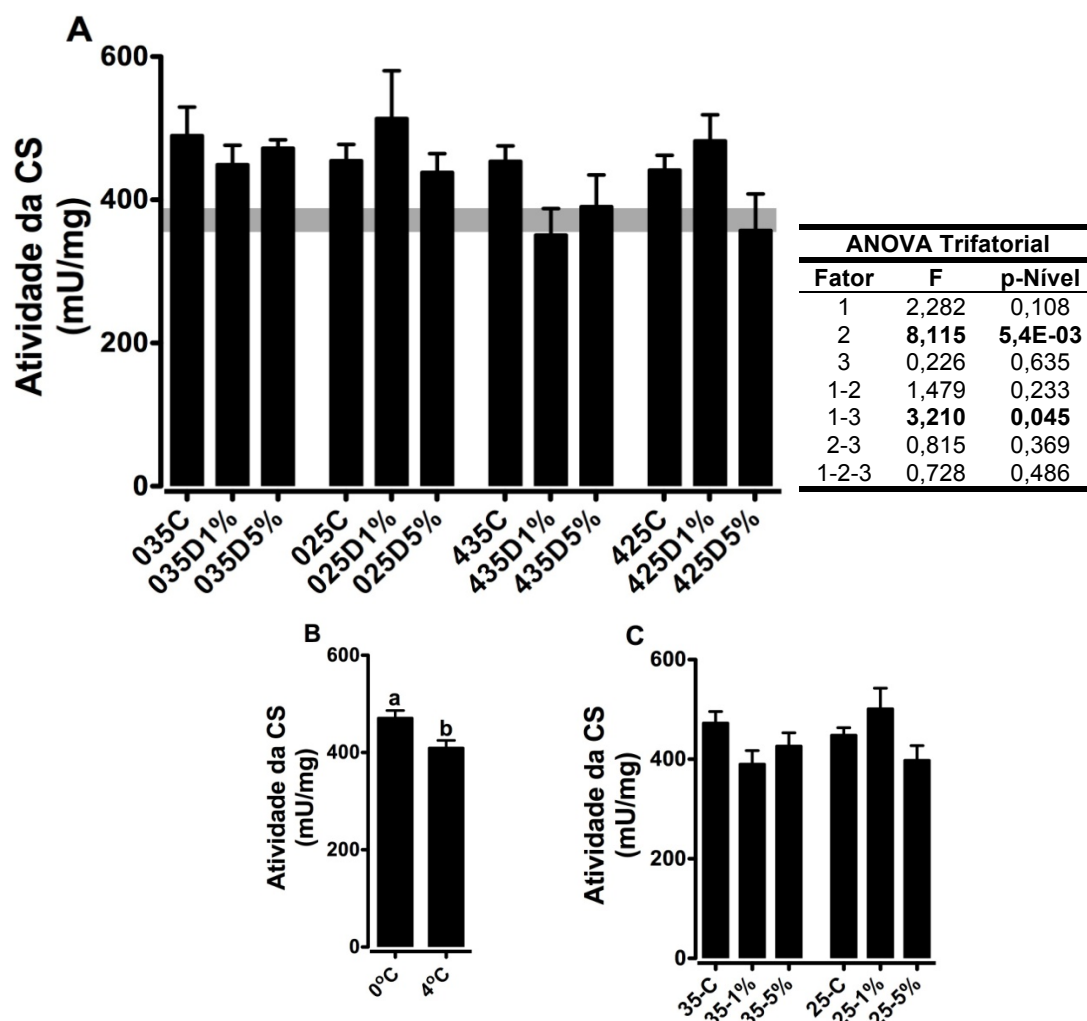 A
600
400
200
0
Atividade da CS
(mU/mg)
035C
035D1%
035D5%
025C
025D1%
025D5%
435C
435D1%
435D5%
425C
425D1%
425D5%
ANOVA Trifatorial
Fator F p-Nível
1 2,282 0,108
2 8,115 5,4E-03
3 0,226 0,635
1-2 1,479 0,233
1-3 3,210 0,045
2-3 0,815 0,369
1-2-3 0,728 0,486
B
600
400
200
0
Atividade da CS
(mU/mg)
a
b
0ºC
4ºC
C
600
400
200
0
Atividade da CS
(mU/mg)
35-C
35-1%
35-5%
25-C
25-1%
25-5%